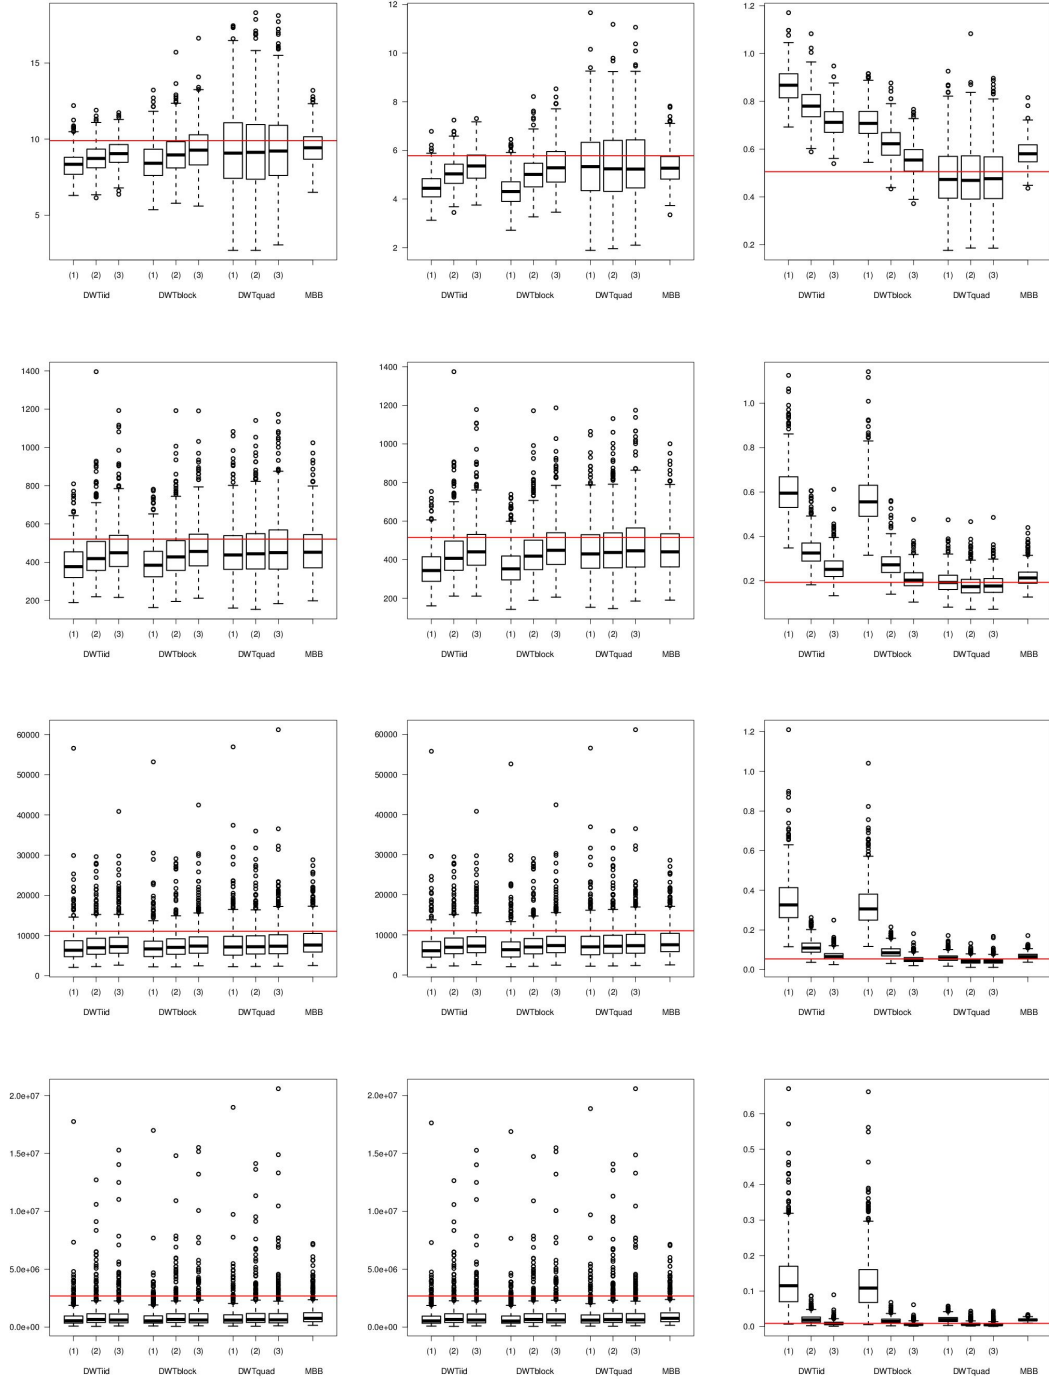 15
10
5
(1) (2) (3) (1) (2) (3) (1) (2) (3)
DWTiid DWTblock DWTquad MBB
12
10
8
6
4
2
(1) (2) (3) (1) (2) (3) (1) (2) (3)
DWTiid DWTblock DWTquad MBB
1.2
1.0
0.8
0.6
0.4
0.2
(1) (2) (3) (1) (2) (3) (1) (2) (3)
DWTiid DWTblock DWTquad MBB
1400
1200
1000
800
600
400
200
(1) (2) (3) (1) (2) (3) (1) (2) (3)
DWTiid DWTblock DWTquad MBB
1400
1200
1000
800
600
400
200
(1) (2) (3) (1) (2) (3) (1) (2) (3)
DWTiid DWTblock DWTquad MBB
1.0
0.8
0.6
0.4
0.2
(1) (2) (3) (1) (2) (3) (1) (2) (3)
DWTiid DWTblock DWTquad MBB
60000
50000
40000
30000
20000
10000
0
(1) (2) (3) (1) (2) (3) (1) (2) (3)
DWTiid DWTblock DWTquad MBB
60000
50000
40000
30000
20000
10000
0
(1) (2) (3) (1) (2) (3) (1) (2) (3)
DWTiid DWTblock DWTquad MBB
1.2
1.0
0.8
0.6
0.4
0.2
0.0
(1) (2) (3) (1) (2) (3) (1) (2) (3)
DWTiid DWTblock DWTquad MBB
2.0e+07
1.5e+07
1.0e+07
5.0e+06
0.0e+00
(1) (2) (3) (1) (2) (3) (1) (2) (3)
DWTiid DWTblock DWTquad MBB
2.0e+07
1.5e+07
1.0e+07
5.0e+06
0.0e+00
(1) (2) (3) (1) (2) (3) (1) (2) (3)
DWTiid DWTblock DWTquad MBB
0.6
0.5
0.4
0.3
0.2
0.1
0.0
(1) (2) (3) (1) (2) (3) (1) (2) (3)
DWTiid DWTblock DWTquad MBB